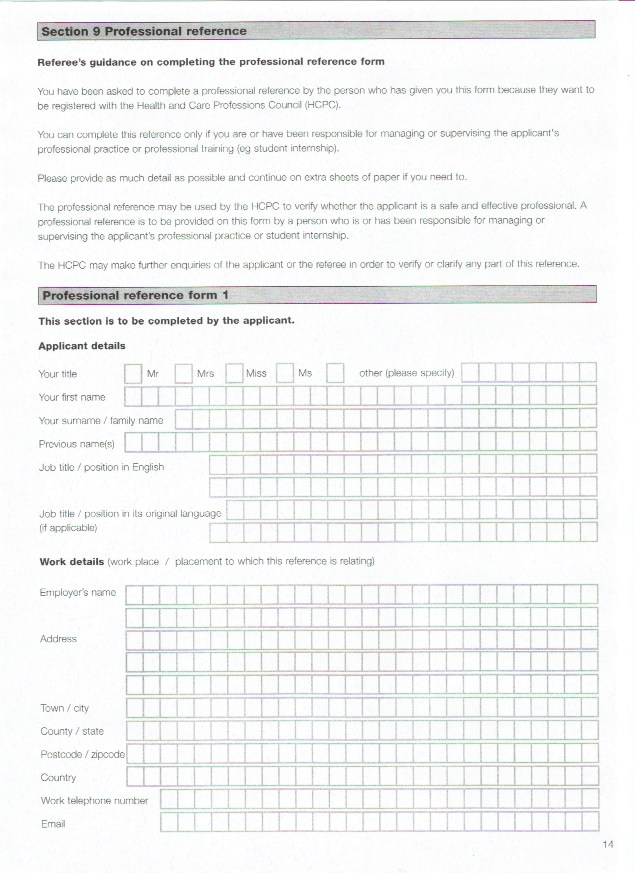 Section 9 Professional reference
Referee's guidance on completing the professional reference form
You have been asked to complete a professional reference by the person who has given you this form because they want to
be registered with the Health and Care Professions Council (HCPC).
You can complete this reference only if you are or have been responsible for managing or supervising the applicant's
professional practice or professional training (eg student internship).
Please provide as much detail as possible and continue on extra sheets of paper if you need to.
The professional reference may be used by the HCPC to verify whether the applicant is a safe and effective professional. A
professional reference is to be provided on this form by a person who is or has been responsible for managing or
supervising the applicant's professional practice or student internship.
The HCPC may make further enquiries of the applicant or the referee in order to verify or clarify any part of this reference.
Professional reference form 1
This section is to be completed by the applicant.
Applicant details
Your title Mr Mrs Miss Ms other (please specify)
Your first name
Your surname / family name
Previous name(s)
Job title / position in English
Job title / position in its original language
(if applicable)
Work details (work place / placement to which this reference is relating)
Employer's name
Address
Town / city
County / state
Postcode / zipcode
Country
Work telephone number
Email
14